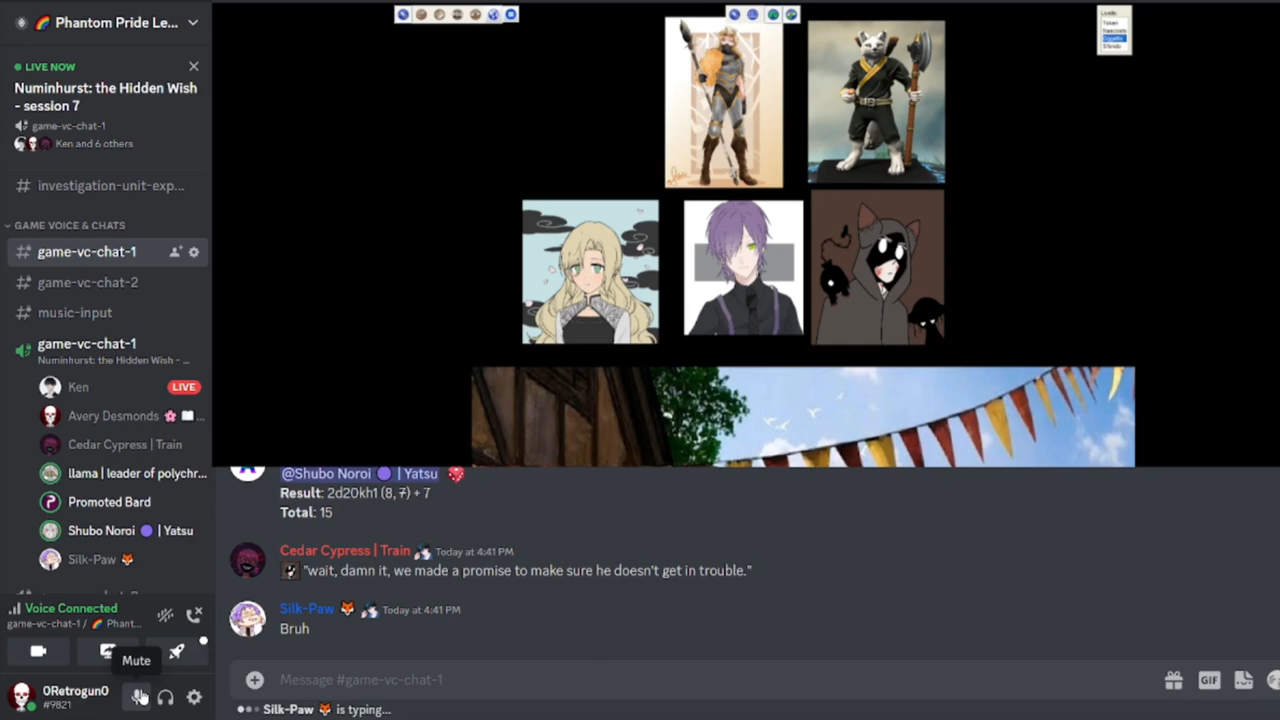 Phantom Pride Le...
LIVE NOW
Numinhurst: the Hidden Wish
- session 7
game-vc-chat-1
Ken and 6 others
investigation-unit-exp...
GAME VOICE & CHATS
game-vc-chat-1
game-vc-chat-2
music-input
game-vc-chat-1
Numinhurst: the Hidden Wish - ...
Ken
LIVE
Avery Desmonds
Cedar Cypress | Train
llama | leader of polychr...
Promoted Bard
Shubo Noroi | Yatsu
Silk-Paw
Voice Connected
game-vc-chat-1 / Phant...
Mute
0Retrogun0
#9821
@Shubo Noroi | Yatsu
Result: 2d20kh1 (8, 7) + 7
Total: 15
Cedar Cypress | Train Today at 4:41 PM
"wait, damn it, we made a promise to make sure he doesn't get in trouble."
Silk-Paw Today at 4:41 PM
Bruh
Message #game-vc-chat-1
GIF
Silk-Paw is typing...